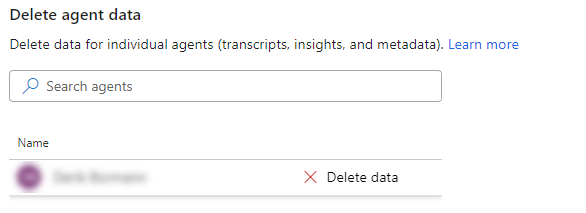 Delete agent data
Delete data for individual agents (transcripts, insights, and metadata). Learn more
Search agents
Name
Delete data